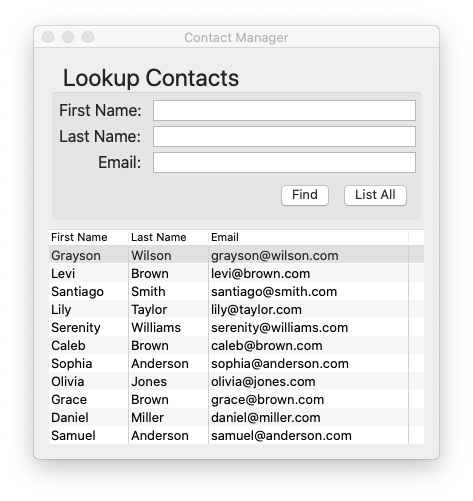 Contact Manager
Lookup Contacts
First Name:
Last Name:
Email:
Find List All
First Name Last Name Email
Grayson Wilson grayson@wilson.com
Levi Brown levi@brown.com
Santiago Smith santiago@smith.com
Lily Taylor lily@taylor.com
Serenity Williams serenity@williams.com
Caleb Brown caleb@brown.com
Sophia Anderson sophia@anderson.com
Olivia Jones olivia@jones.com
Grace Brown grace@brown.com
Daniel Miller daniel@miller.com
Samuel Anderson samuel@anderson.com